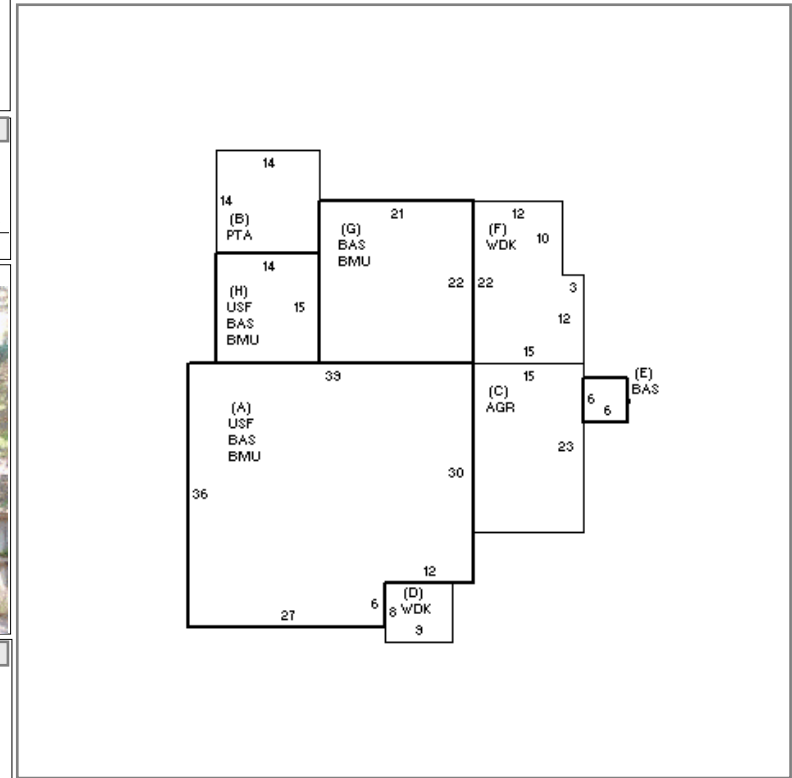 14
14
(B)
PTA
21
(G)
BAS
BMU
12
(F)
WDK
10
14
(H)
USF
BAS
BMU
15
22
22
3
12
15
39
15
(E)
BAS
6
6
(C)
AGR
(A)
USF
BAS
BMU
23
30
36
12
(D)
WDK
6
8
27
9